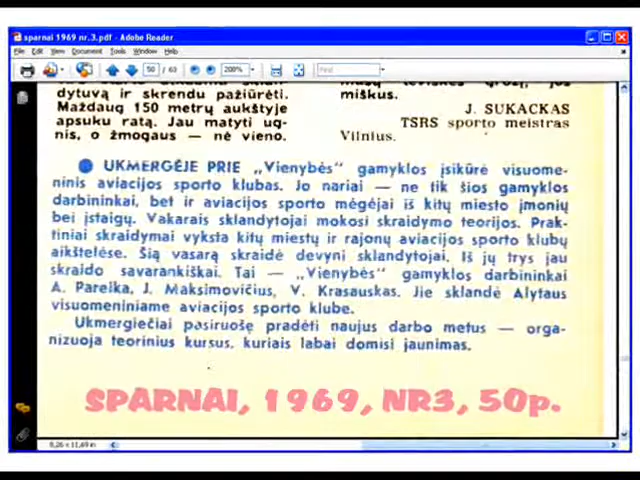 sparnai 1969 nr.3.pdf - Adobe Reader
File Edit View Document Tools Window Help
50 / 63 200% Find
dytuvą ir skrendu pažiūrėti.
Maždaug 150 metrų aukštyje
apsuku ratą. Jau matyti ug-
nis, o žmogaus — nė vieno.
miškus.
J. SUKACKAS
TSRS sporto meistras
Vilnius.
● UKMERGĖJE PRIE „Vienybės“ gamyklos įsikūrė visuome-
ninis aviacijos sporto klubas. Jo nariai — ne tik šios gamyklos
darbininkai, bet ir aviacijos sporto mėgėjai iš kitų miesto įmonių
bei įstaigų. Vakarais sklandytojai mokosi skraidymo teorijos. Prak-
tiniai skraidymai vyksta kitų miestų ir rajonų aviacijos sporto klubų
aikštelėse. Šią vasarą skraidė devyni sklandytojai. Iš jų trys jau
skraido savarankiškai. Tai — „Vienybės“ gamyklos darbininkai
A. Pareika, J. Maksimovičius, V. Krasauskas. Jie sklandė Alytaus
visuomeniniame aviacijos sporto klube.
Ukmergiečiai pasiruošę pradėti naujus darbo metus — orga-
nizuoja teorinius kursus, kuriais labai domisi jaunimas.
SPARNAI, 1969, NR3, 50p.
8,26 x 11,69 in